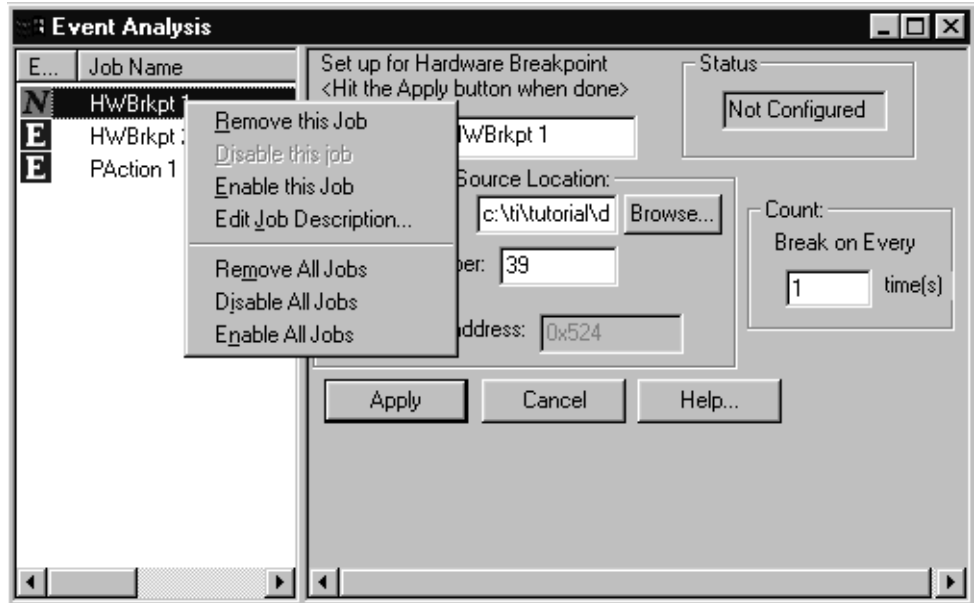 Event Analysis
E... Job Name
N HWBrkpt 1
E HWBrkpt
E PAction 1
Remove this Job
Disable this job
Enable this Job
Edit Job Description...
Remove All Jobs
Disable All Jobs
Enable All Jobs
Set up for Hardware Breakpoint
<Hit the Apply button when done>
HWBrkpt 1
Source Location:
c:\ti\tutorial\d Browse...
ber: 39
address: 0x524
Status
Not Configured
Count:
Break on Every
1 time(s)
Apply Cancel Help...